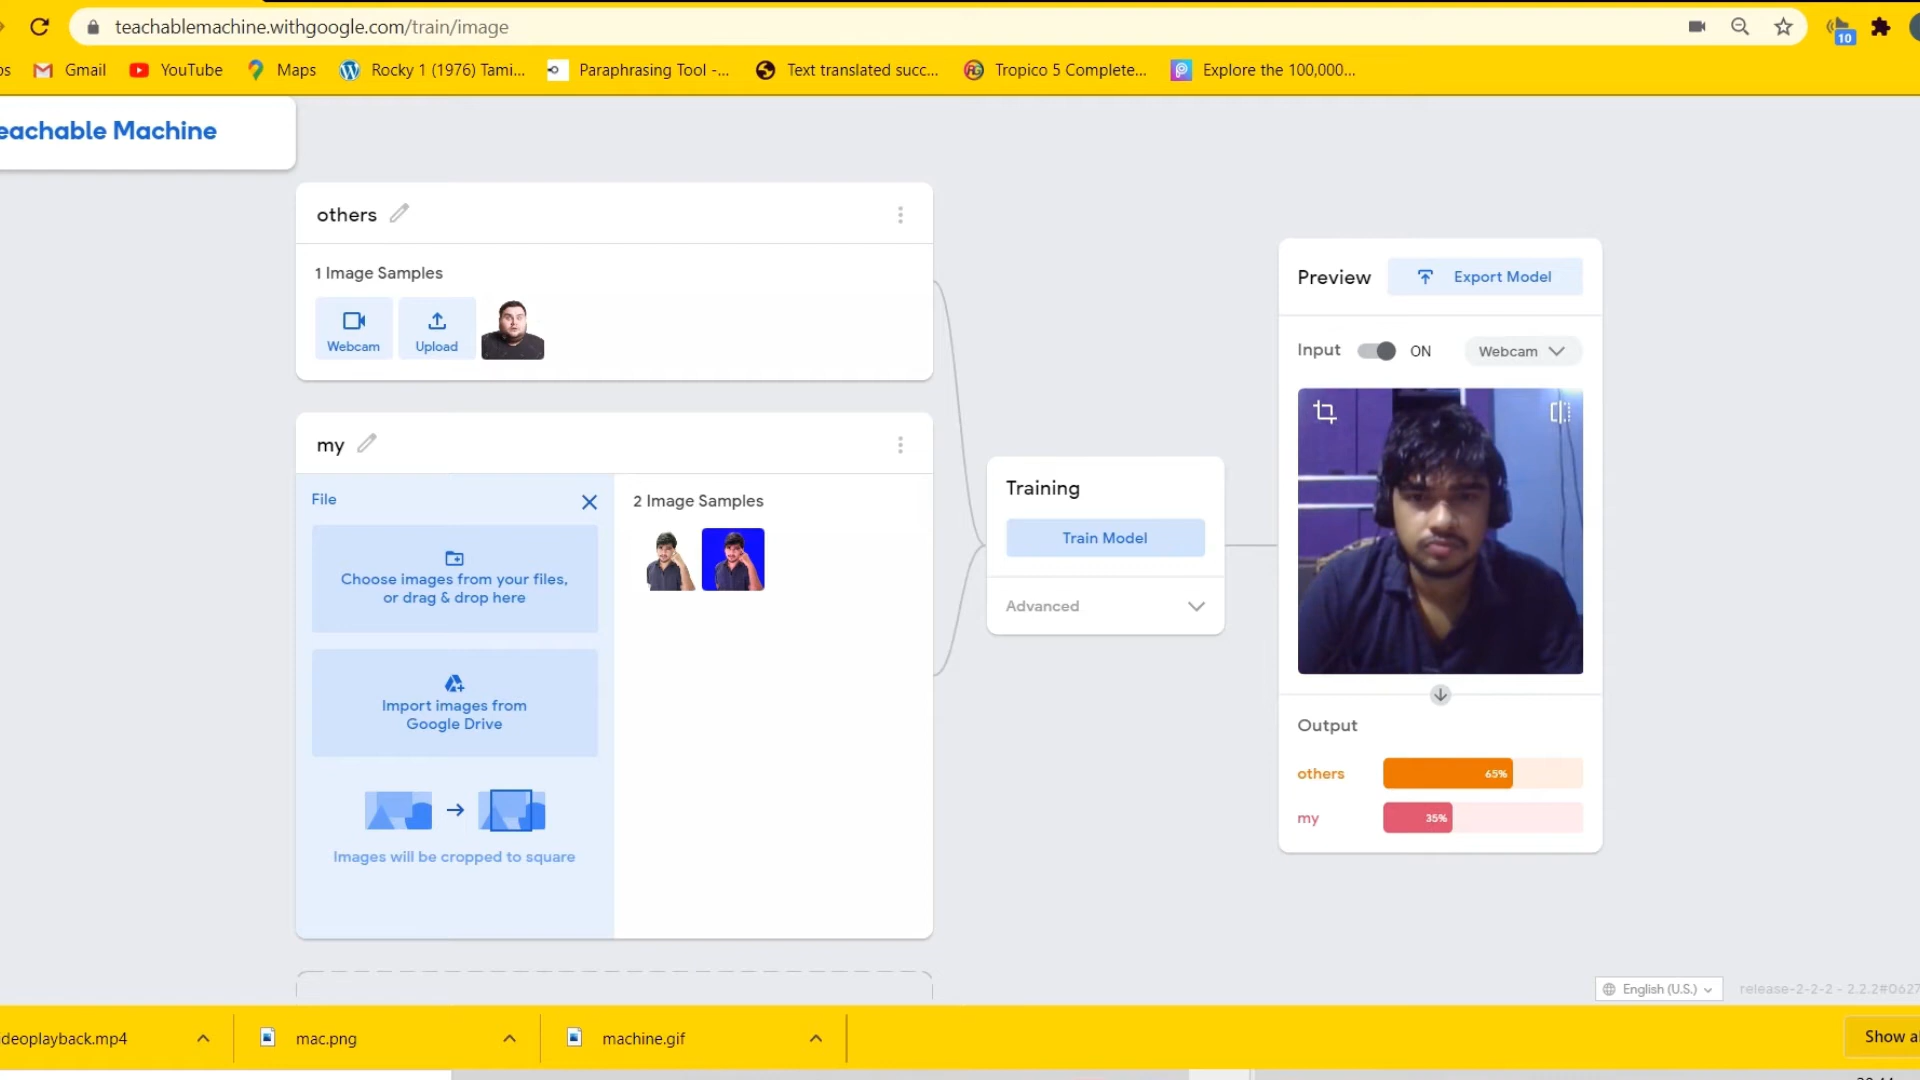 teachablemachine.withgoogle.com/train/image
10
ps Gmail YouTube Maps Rocky 1 (1976) Tami... Paraphrasing Tool -... Text translated succ... Tropico 5 Complete... Explore the 100,000...
eachable Machine
others
1 Image Samples
Webcam Upload
my
File
2 Image Samples
Choose images from your files,
or drag & drop here
Import images from
Google Drive
Images will be cropped to square
Training
Train Model
Advanced
Preview Export Model
Input ON Webcam
Output
others 65%
my 35%
English (U.S.) release-2-2-2 - 2.2.2#0627
deoplayback.mp4 mac.png machine.gif Show al